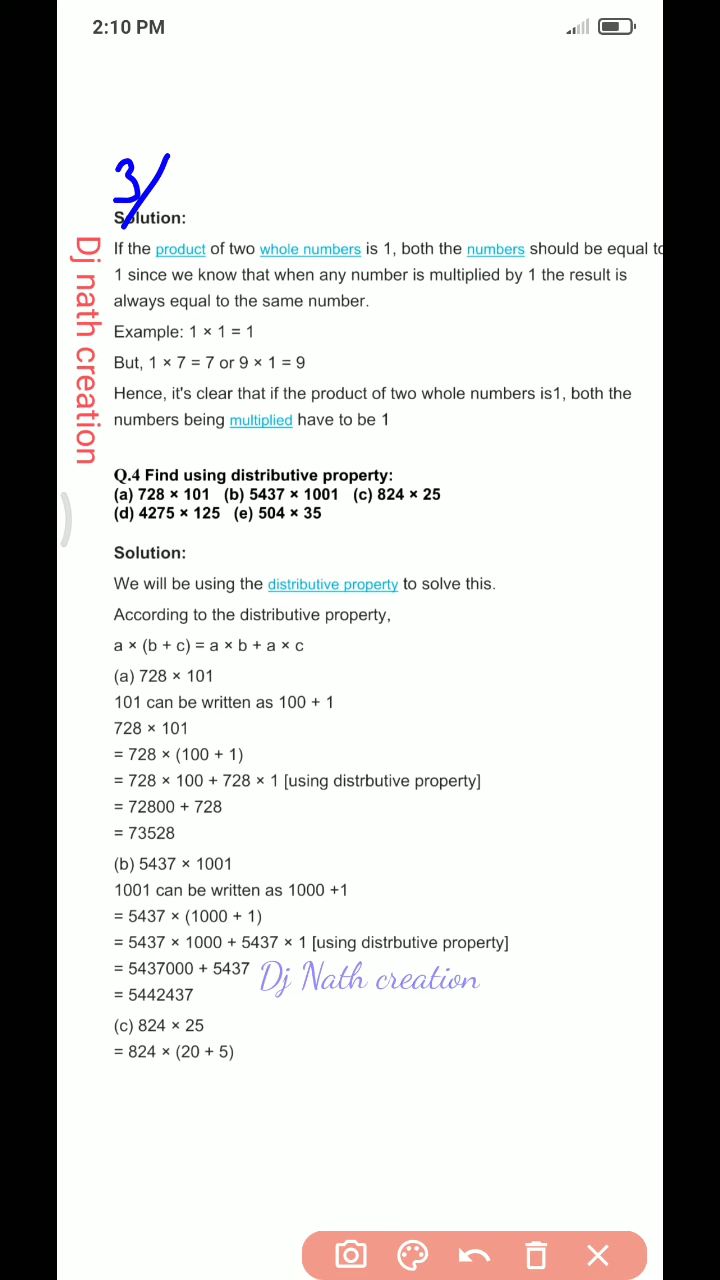 2:10 PM
3/
Solution:
If the product of two whole numbers is 1, both the numbers should be equal to
1 since we know that when any number is multiplied by 1 the result is
always equal to the same number.
Example: 1 × 1 = 1
But, 1 × 7 = 7 or 9 × 1 = 9
Hence, it's clear that if the product of two whole numbers is1, both the
numbers being multiplied have to be 1
Dj nath creation
Q.4 Find using distributive property:
(a) 728 × 101 (b) 5437 × 1001 (c) 824 × 25
(d) 4275 × 125 (e) 504 × 35
Solution:
We will be using the distributive property to solve this.
According to the distributive property,
a × (b + c) = a × b + a × c
(a) 728 × 101
101 can be written as 100 + 1
728 × 101
= 728 × (100 + 1)
= 728 × 100 + 728 × 1 [using distrbutive property]
= 72800 + 728
= 73528
(b) 5437 × 1001
1001 can be written as 1000 +1
= 5437 × (1000 + 1)
= 5437 × 1000 + 5437 × 1 [using distrbutive property]
= 5437000 + 5437
Dj Nath creation
= 5442437
(c) 824 × 25
= 824 × (20 + 5)